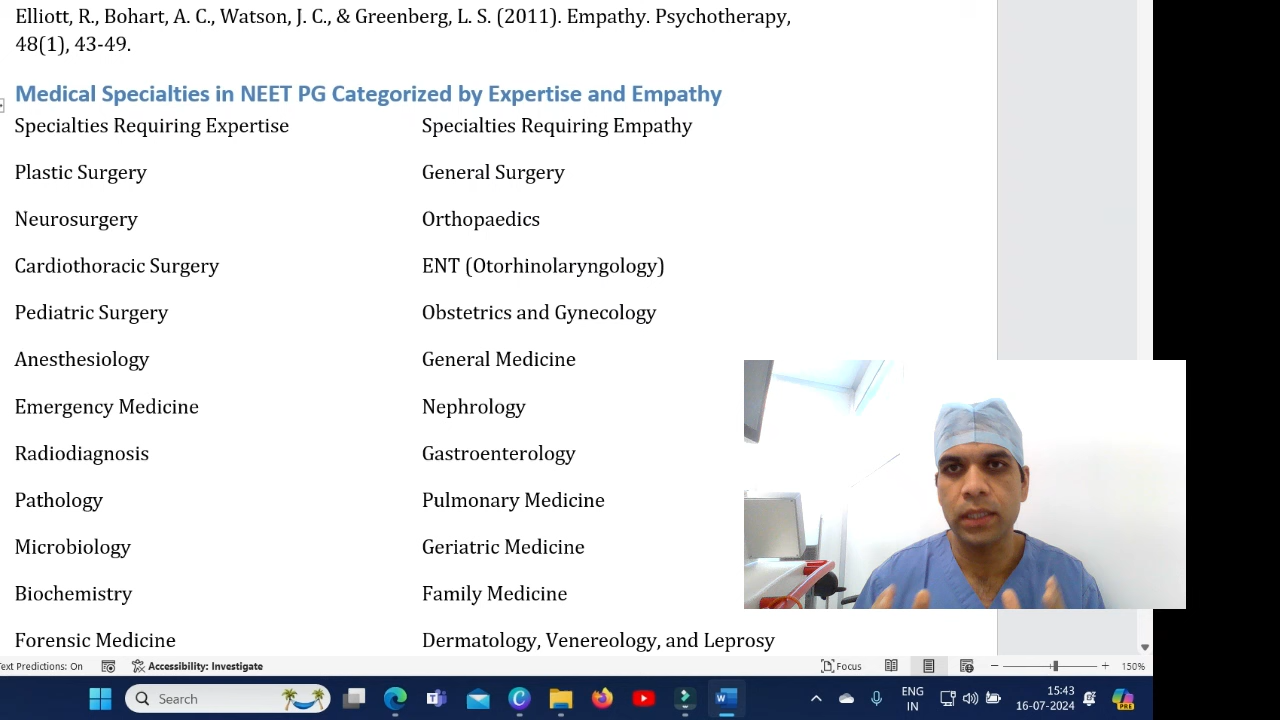 Elliott, R., Bohart, A. C., Watson, J. C., & Greenberg, L. S. (2011). Empathy. Psychotherapy,
48(1), 43-49.
Medical Specialties in NEET PG Categorized by Expertise and Empathy
Specialties Requiring Expertise Specialties Requiring Empathy
Plastic Surgery General Surgery
Neurosurgery Orthopaedics
Cardiothoracic Surgery ENT (Otorhinolaryngology)
Pediatric Surgery Obstetrics and Gynecology
Anesthesiology General Medicine
Emergency Medicine Nephrology
Radiodiagnosis Gastroenterology
Pathology Pulmonary Medicine
Microbiology Geriatric Medicine
Biochemistry Family Medicine
Forensic Medicine Dermatology, Venereology, and Leprosy
Text Predictions: On Accessibility: Investigate Focus 150%
Search ENG 15:43
IN 16-07-2024
PRE